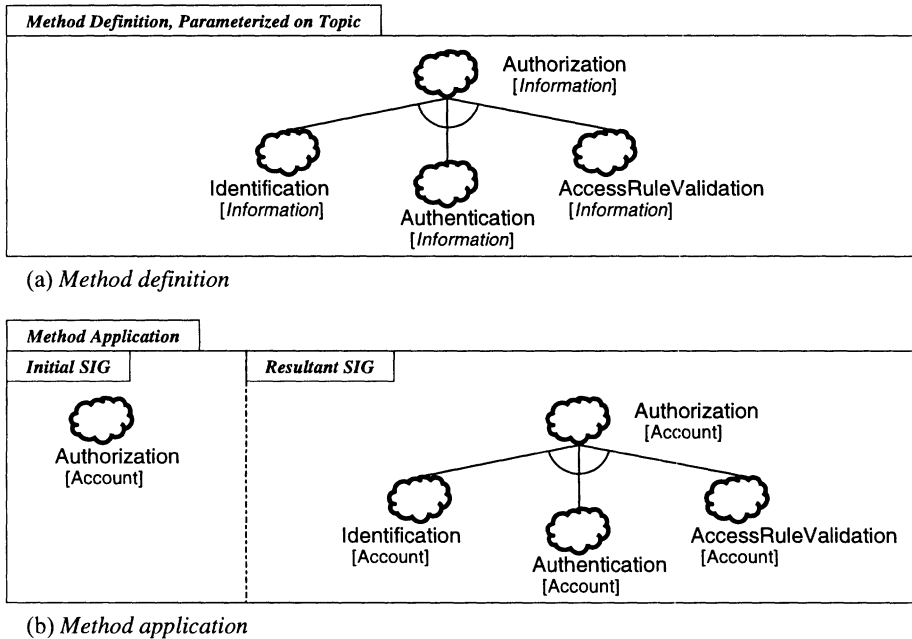 Method Definition, Parameterized on Topic
Authorization
[Information]
Identification
[Information]
Authentication
[Information]
AccessRuleValidation
[Information]
(a) Method definition
Method Application
Initial SIG
Resultant SIG
Authorization
[Account]
Authorization
[Account]
Identification
[Account]
Authentication
[Account]
AccessRuleValidation
[Account]
(b) Method application